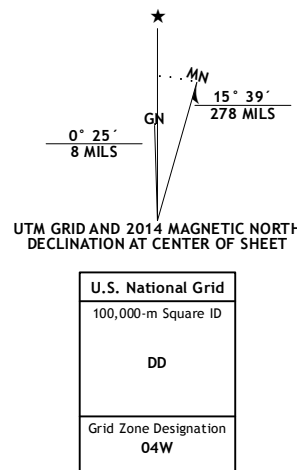 ★
MN
GN
15° 39´
278 MILS
0° 25´
8 MILS
UTM GRID AND 2014 MAGNETIC NORTH
DECLINATION AT CENTER OF SHEET
U.S. National Grid
100,000-m Square ID
DD
Grid Zone Designation
04W